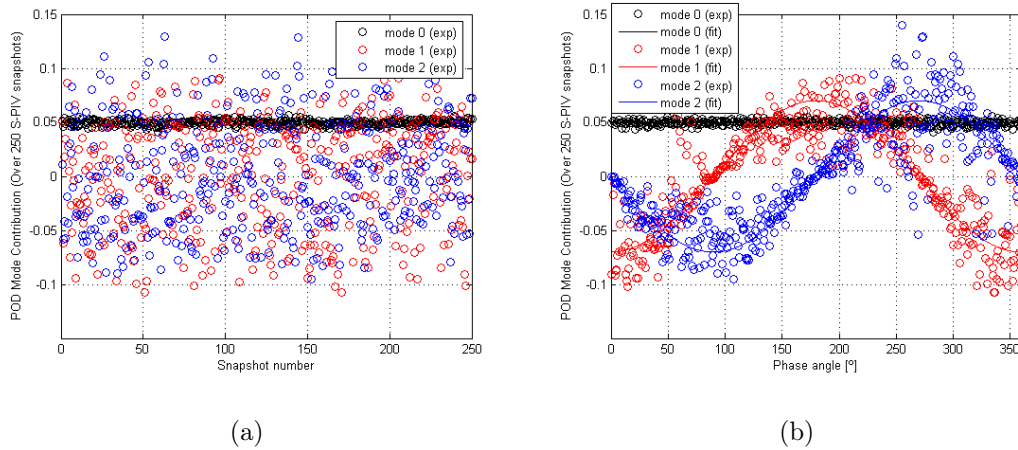 POD Mode Contribution (Over 250 S-PIV snapshots)
0.15
0.1
0.05
0
-0.05
-0.1
0 50 100 150 200 250
Snapshot number
mode 0 (exp)
mode 1 (exp)
mode 2 (exp)
(a)
POD Mode Contribution (Over 250 S-PIV snapshots)
0.15
0.1
0.05
0
-0.05
-0.1
0 50 100 150 200 250 300 350
Phase angle [º]
mode 0 (exp)
mode 0 (fit)
mode 1 (exp)
mode 1 (fit)
mode 2 (exp)
mode 2 (fit)
(b)